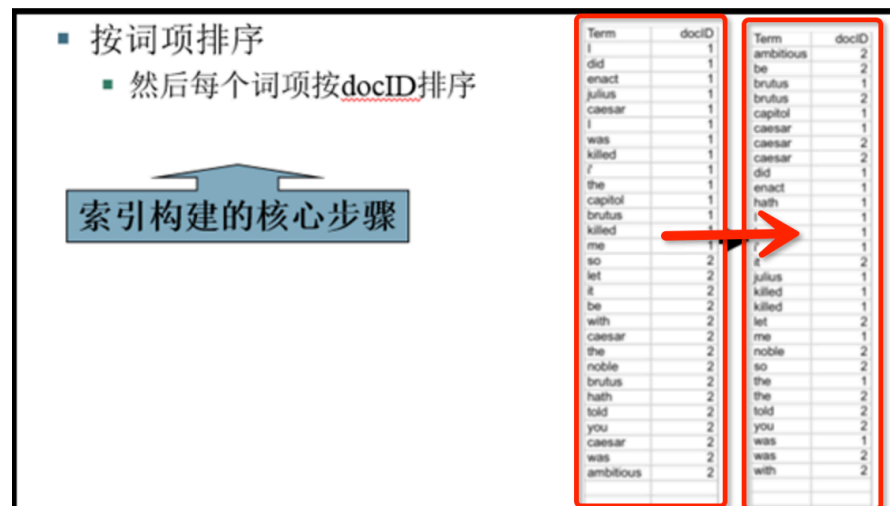 按词项排序
然后每个词项按docID排序
索引构建的核心步骤
Term docID
I 1
did 1
enact 1
julius 1
caesar 1
I 1
was 1
killed 1
i' 1
the 1
capitol 1
brutus 1
killed 1
me 1
so 2
let 2
it 2
be 2
with 2
caesar 2
the 2
noble 2
brutus 2
hath 2
told 2
you 2
caesar 2
was 2
ambitious 2
Term docID
ambitious 2
be 2
brutus 1
brutus 2
capitol 1
caesar 1
caesar 2
caesar 2
did 1
enact 1
hath 1
I 1
1
i' 1
it 2
julius 1
killed 1
killed 1
let 2
me 1
noble 2
so 2
the 1
the 2
told 2
you 2
was 1
was 2
with 2